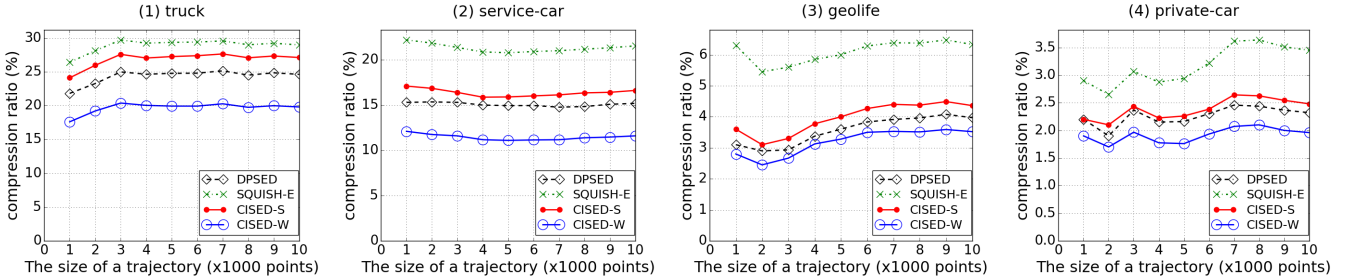 (1) truck
compression ratio (%)
30
25
20
15
10
5
0
0 1 2 3 4 5 6 7 8 9 10
The size of a trajectory (x1000 points)
DPSED
SQUISH-E
CISED-S
CISED-W
(2) service-car
compression ratio (%)
20
15
10
5
0
0 1 2 3 4 5 6 7 8 9 10
The size of a trajectory (x1000 points)
DPSED
SQUISH-E
CISED-S
CISED-W
(3) geolife
compression ratio (%)
6
5
4
3
2
1
0
0 1 2 3 4 5 6 7 8 9 10
The size of a trajectory (x1000 points)
DPSED
SQUISH-E
CISED-S
CISED-W
(4) private-car
compression ratio (%)
3.5
3.0
2.5
2.0
1.5
1.0
0.5
0.0
0 1 2 3 4 5 6 7 8 9 10
The size of a trajectory (x1000 points)
DPSED
SQUISH-E
CISED-S
CISED-W